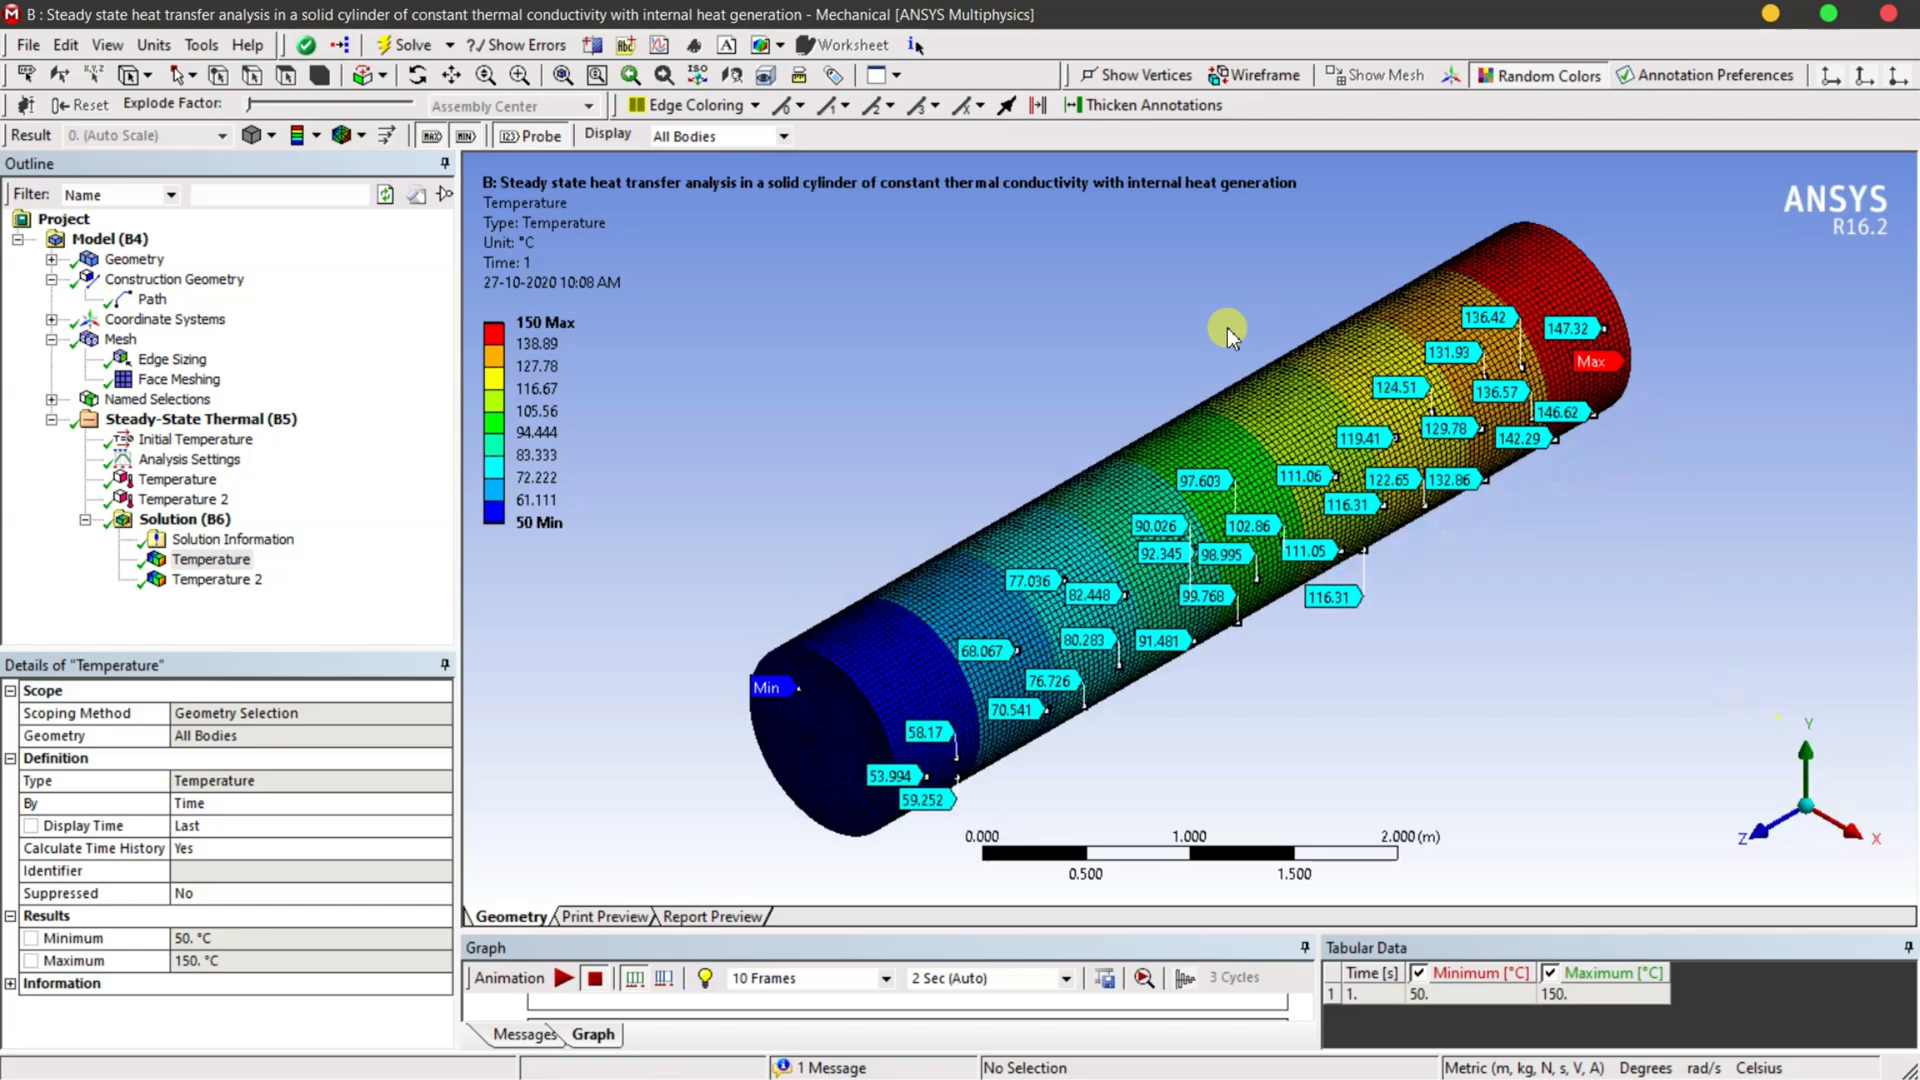 B : Steady state heat transfer analysis in a solid cylinder of constant thermal conductivity with internal heat generation - Mechanical [ANSYS Multiphysics]
File Edit View Units Tools Help Solve ?/ Show Errors Worksheet
Show Vertices Wireframe Show Mesh Random Colors Annotation Preferences
Reset Explode Factor: Assembly Center Edge Coloring Thicken Annotations
Result 0. (Auto Scale) MAX MIN Probe Display All Bodies
Outline
Filter: Name
Project
Model (B4)
Geometry
Construction Geometry
Path
Coordinate Systems
Mesh
Edge Sizing
Face Meshing
Named Selections
Steady-State Thermal (B5)
Initial Temperature
Analysis Settings
Temperature
Temperature 2
Solution (B6)
Solution Information
Temperature
Temperature 2
Details of "Temperature"
Scope
Scoping Method Geometry Selection
Geometry All Bodies
Definition
Type Temperature
By Time
Display Time Last
Calculate Time History Yes
Identifier
Suppressed No
Results
Minimum 50. °C
Maximum 150. °C
Information
B: Steady state heat transfer analysis in a solid cylinder of constant thermal conductivity with internal heat generation
Temperature
Type: Temperature
Unit: °C
Time: 1
27-10-2020 10:08 AM
150 Max
138.89
127.78
116.67
105.56
94.444
83.333
72.222
61.111
50 Min
ANSYS
R16.2
136.42
147.32
131.93
Max
124.51
136.57
146.62
119.41
129.78
142.29
97.603
111.06
122.65
132.86
116.31
90.026
102.86
92.345
98.995
111.05
77.036
82.448
99.768
116.31
80.283
91.481
68.067
76.726
Min
70.541
58.17
53.994
59.252
Y
Z
X
0.000 1.000 2.000 (m)
0.500 1.500
Geometry Print Preview Report Preview
Graph
Animation 10 Frames 2 Sec (Auto) 3 Cycles
Messages Graph
Tabular Data
Time [s] Minimum [°C] Maximum [°C]
1 1. 50. 150.
1 Message No Selection Metric (m, kg, N, s, V, A) Degrees rad/s Celsius